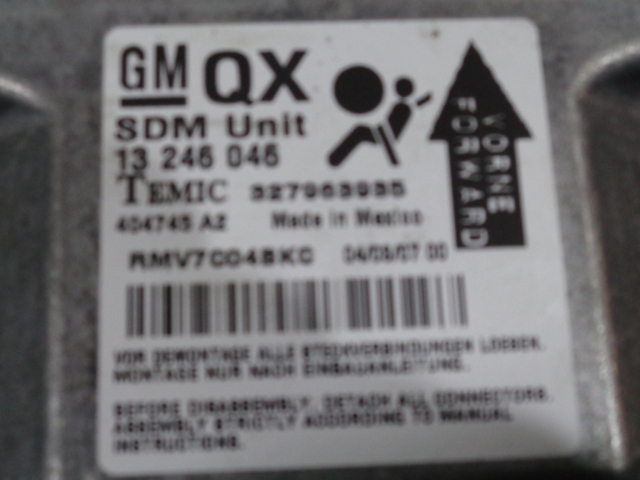 GM QX
SDM Unit
13 246 046
TEMIC 327963935
404745 A2 Made in Mexico
VORNE
FORWARD
RMV7C04BKC 04/09/07 00
VOR DEMONTAGE ALLE STECKVERBINDUNGEN LOESEN.
MONTAGE NUR NACH EINBAUANLEITUNG.
BEFORE DISASSEMBLY, DETACH ALL CONNECTORS.
ASSEMBLY STRICTLY ACCORDING TO MANUAL
INSTRUCTIONS.